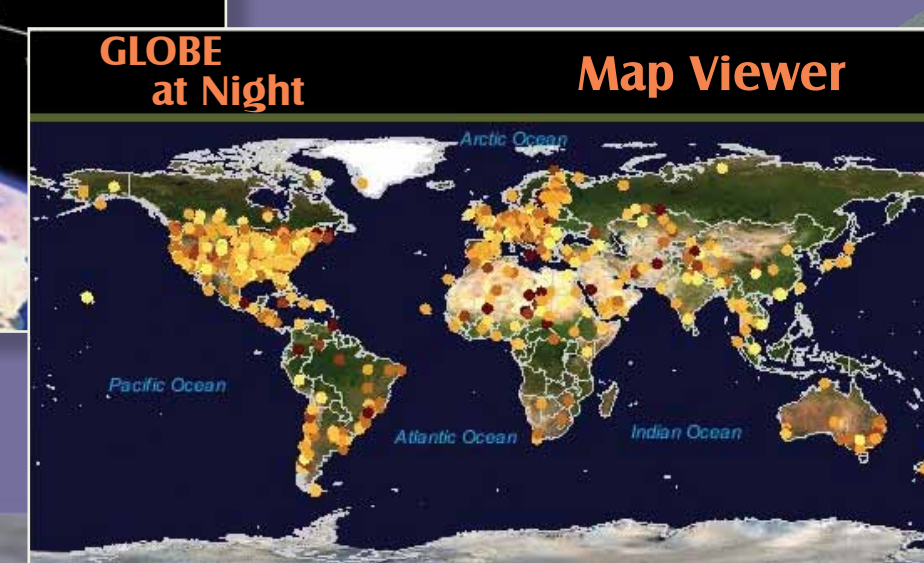 GLOBE
at Night
Map Viewer
Arctic Ocean
Pacific Ocean
Atlantic Ocean
Indian Ocean